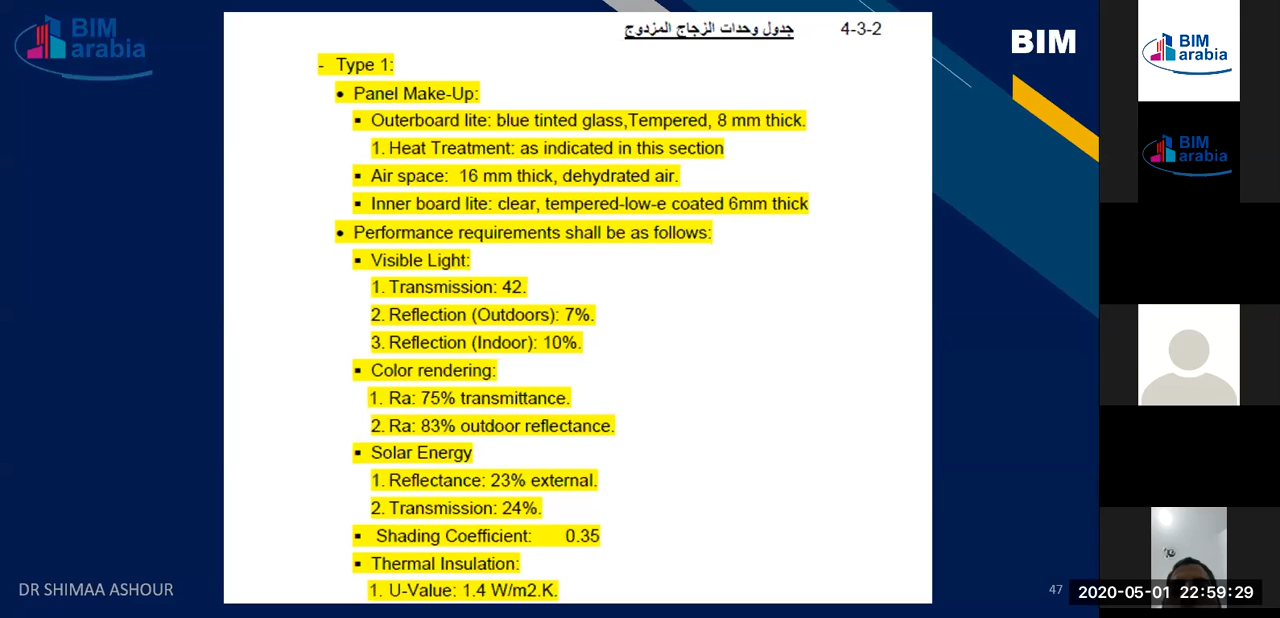 BIM
arabia
BIM
4-3-2 جدول وحدات الزجاج المزدوج
- Type 1:
• Panel Make-Up:
▪ Outerboard lite: blue tinted glass,Tempered, 8 mm thick.
1. Heat Treatment: as indicated in this section
▪ Air space: 16 mm thick, dehydrated air.
▪ Inner board lite: clear, tempered-low-e coated 6mm thick
• Performance requirements shall be as follows:
▪ Visible Light:
1. Transmission: 42.
2. Reflection (Outdoors): 7%.
3. Reflection (Indoor): 10%.
▪ Color rendering:
1. Ra: 75% transmittance.
2. Ra: 83% outdoor reflectance.
▪ Solar Energy
1. Reflectance: 23% external.
2. Transmission: 24%.
▪ Shading Coefficient: 0.35
▪ Thermal Insulation:
1. U-Value: 1.4 W/m2.K.
DR SHIMAA ASHOUR
47
BIM
arabia
BIM
arabia
2020-05-01 22:59:29